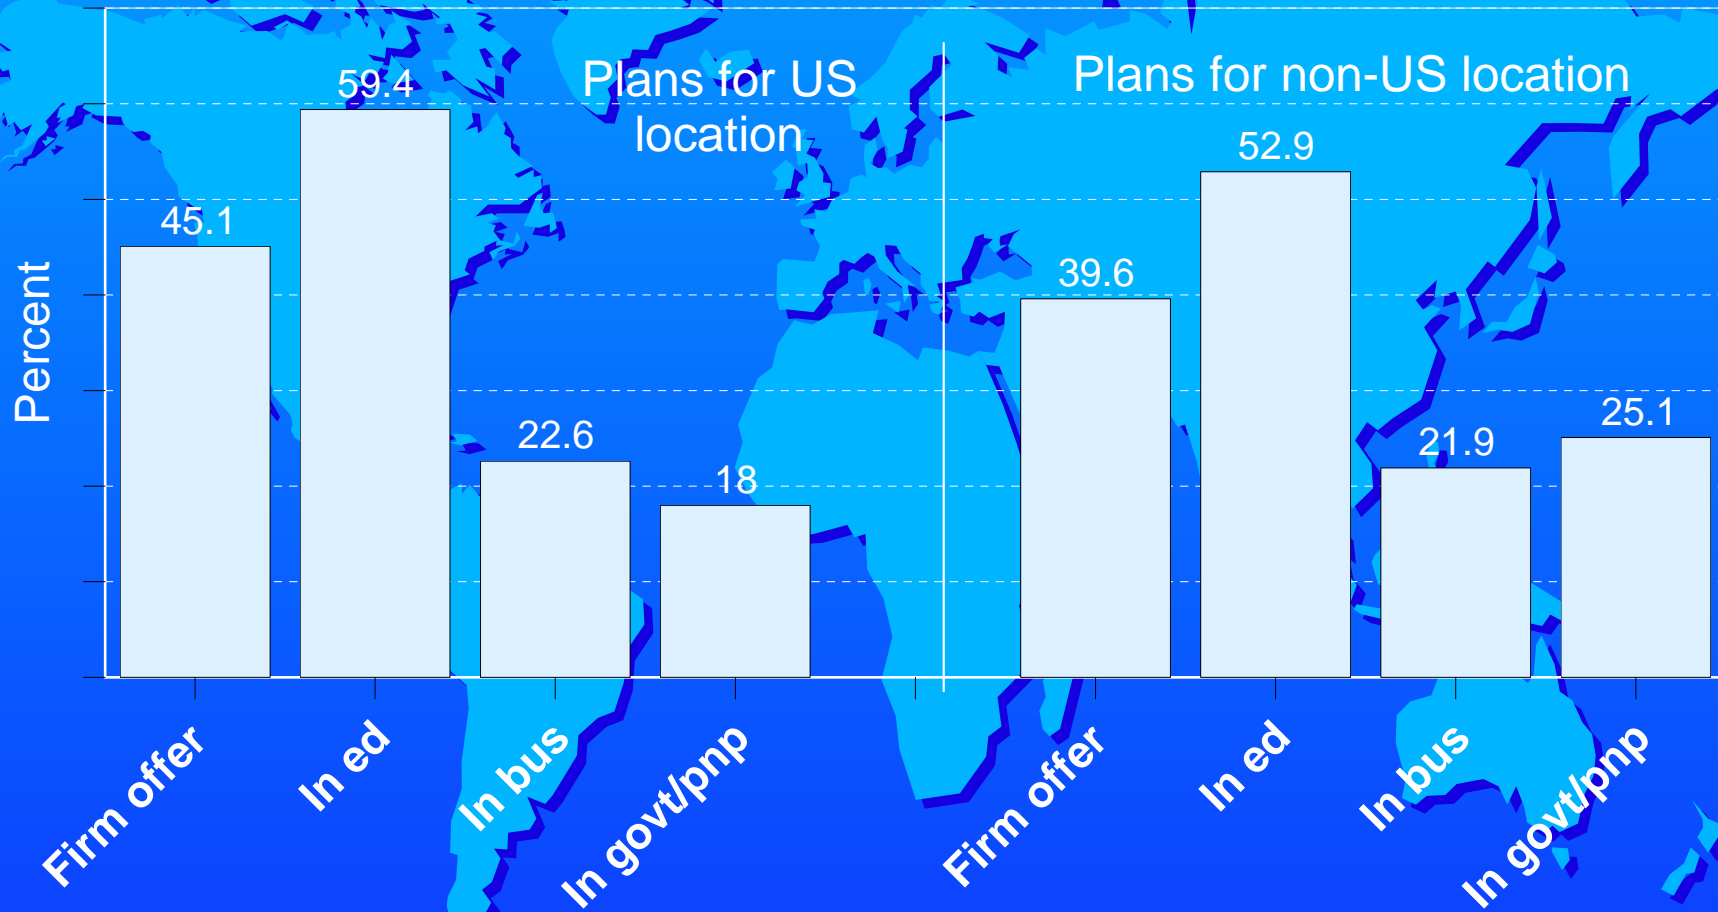 Plans for US
location
Plans for non-US location
Percent
45.1
59.4
22.6
18
39.6
52.9
21.9
25.1
Firm offer
In ed
In bus
In govt/pnp
Firm offer
In ed
In bus
In govt/pnp